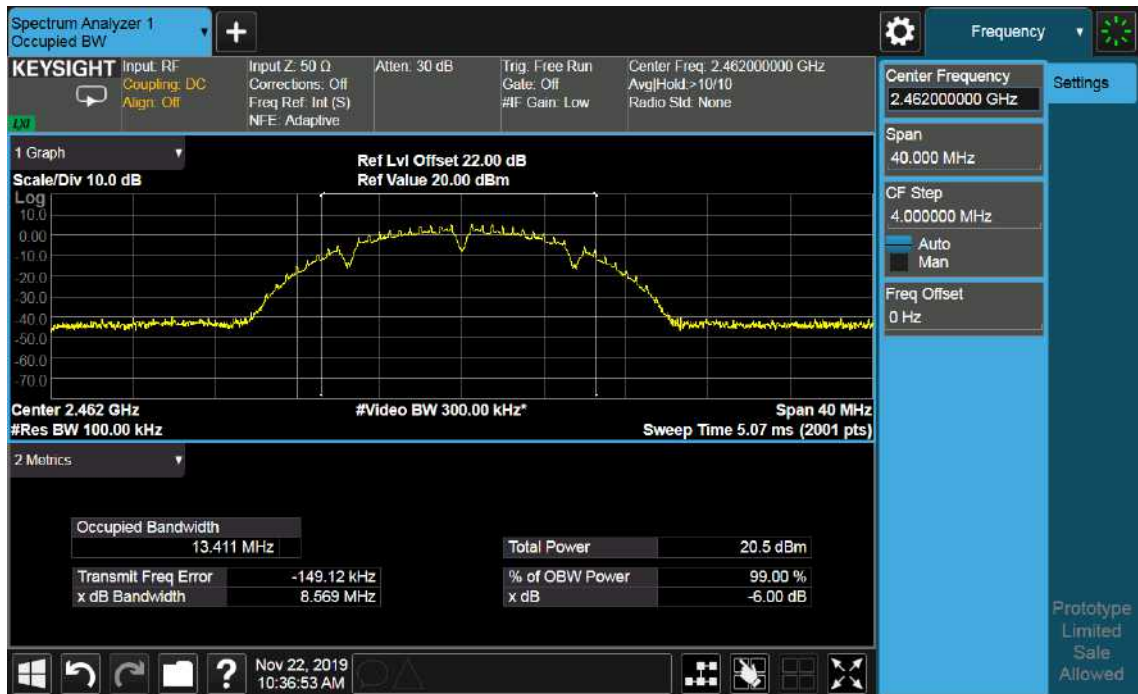 Spectrum Analyzer 1
Occupied BW
+
Frequency
KEYSIGHT
Input: RF
Coupling: DC
Align: Off
Input Z: 50 Ω
Corrections: Off
Freq Ref: Int (S)
NFE: Adaptive
Atten: 30 dB
Trig: Free Run
Gate: Off
#IF Gain: Low
Center Freq: 2.462000000 GHz
Avg|Hold:>10/10
Radio Std: None
LXI
Center Frequency
2.462000000 GHz
Settings
Span
40.000 MHz
CF Step
4.000000 MHz
Auto
Man
Freq Offset
0 Hz
1 Graph
Scale/Div 10.0 dB
Ref Lvl Offset 22.00 dB
Ref Value 20.00 dBm
Log
10.0
0.00
-10.0
-20.0
-30.0
-40.0
-50.0
-60.0
-70.0
Center 2.462 GHz
#Video BW 300.00 kHz*
Span 40 MHz
#Res BW 100.00 kHz
Sweep Time 5.07 ms (2001 pts)
2 Metrics
Occupied Bandwidth
13.411 MHz
Total Power 20.5 dBm
Transmit Freq Error -149.12 kHz
% of OBW Power 99.00 %
x dB Bandwidth 8.569 MHz
x dB -6.00 dB
Prototype
Limited
Sale
Allowed
?
Nov 22, 2019
10:36:53 AM